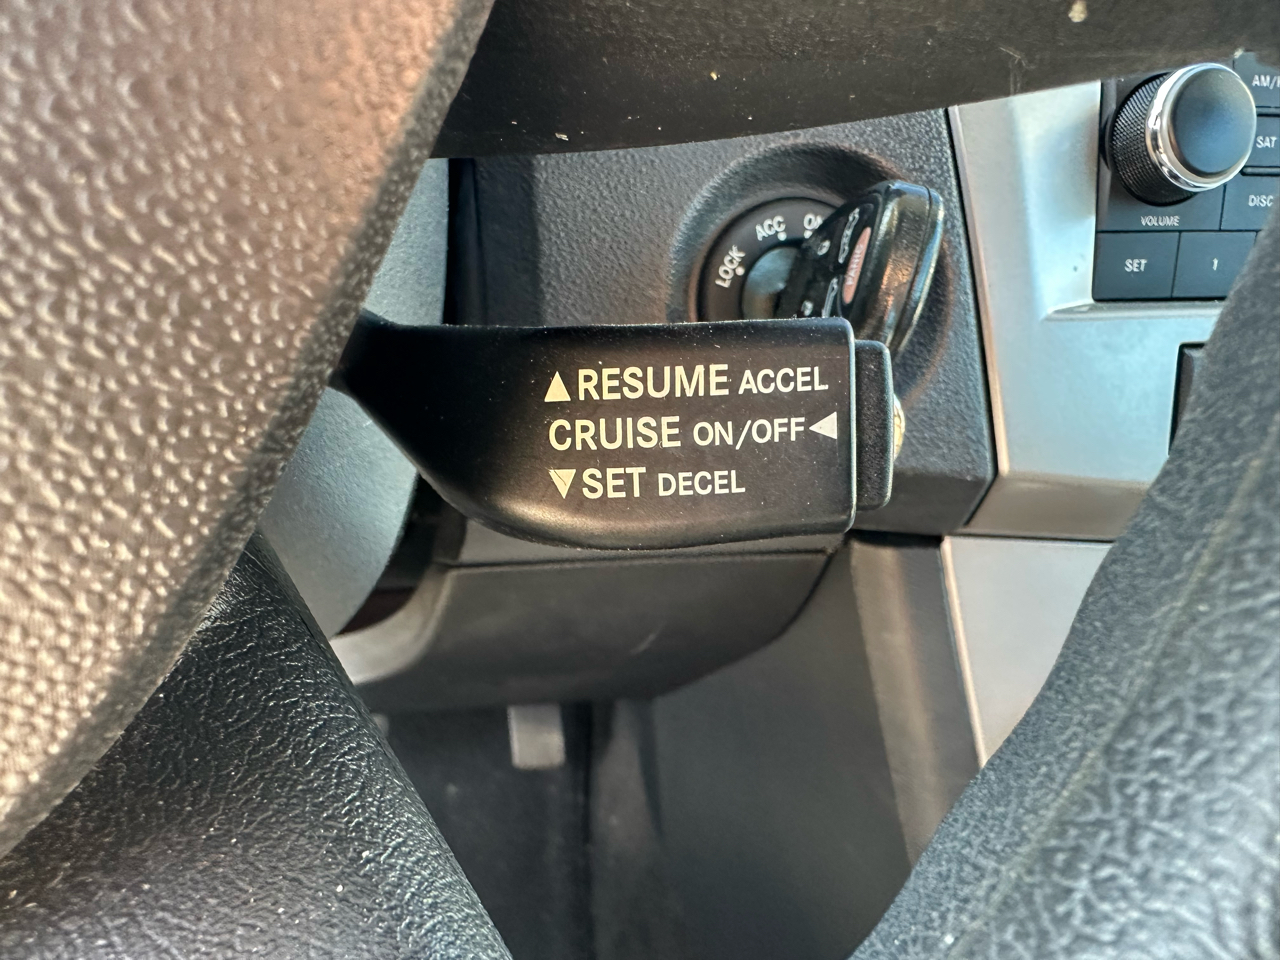 AM/
SAT
DISC
VOLUME
SET
1
LOCK
ACC
▲RESUME ACCEL
CRUISE ON/OFF◀
▼SET DECEL